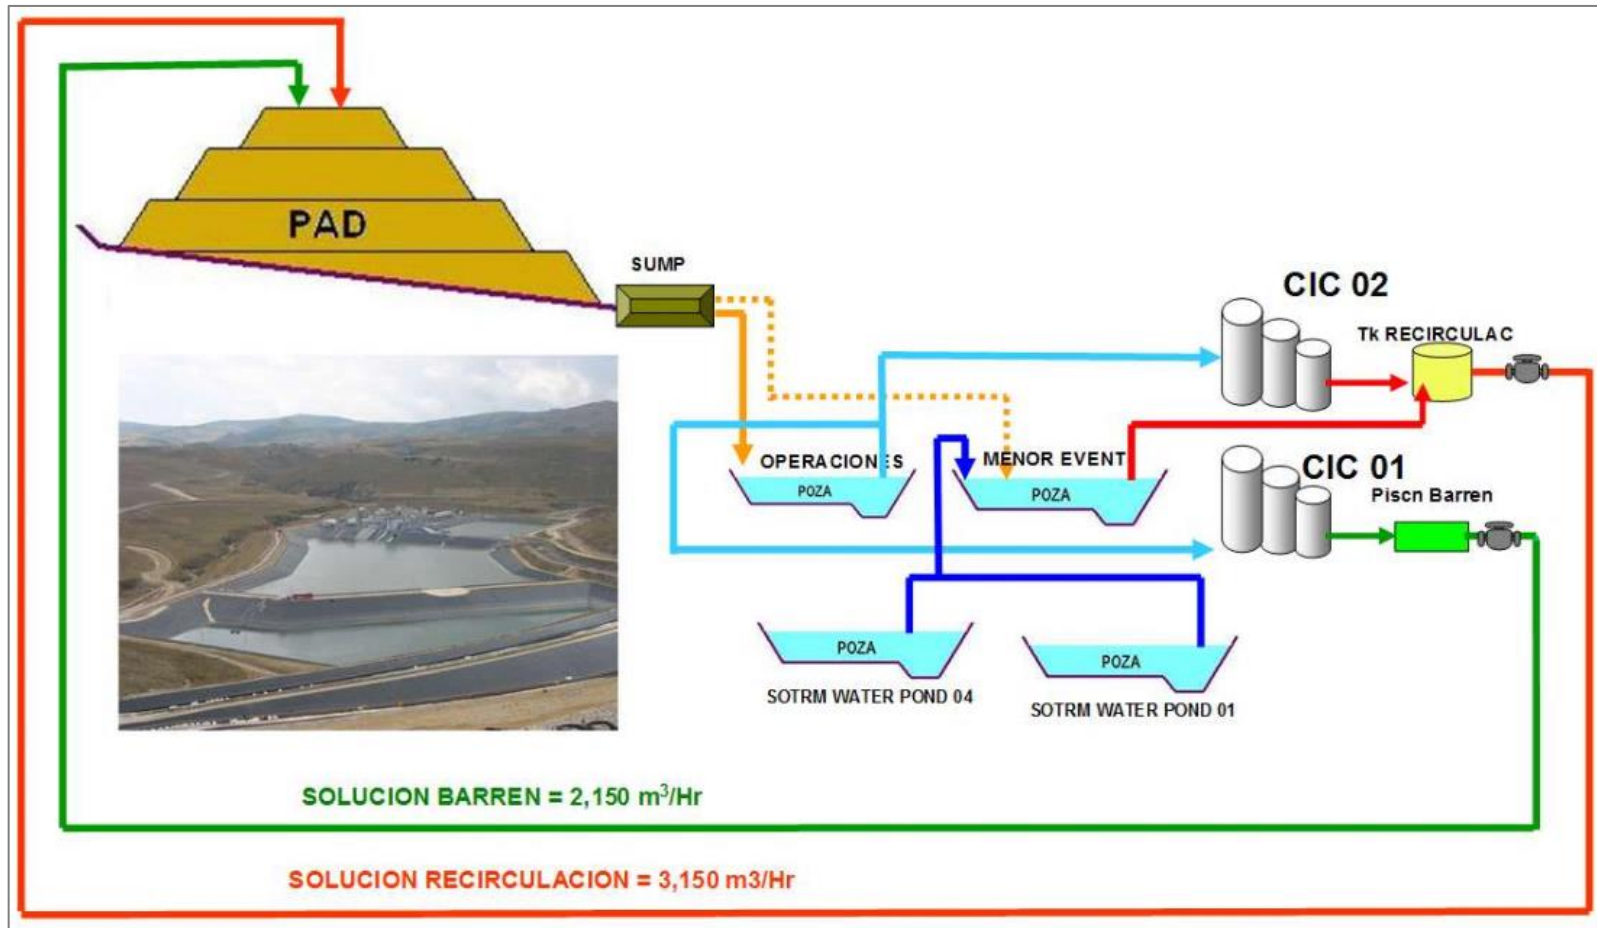 PAD
SUMP
CIC 02
Tk RECIRCULAC
OPERACIONES
MENOR EVENT
CIC 01
Piscn Barren
POZA
POZA
POZA
POZA
SOTRM WATER POND 04
SOTRM WATER POND 01
SOLUCION BARREN = 2,150 m³/Hr
SOLUCION RECIRCULACION = 3,150 m3/Hr